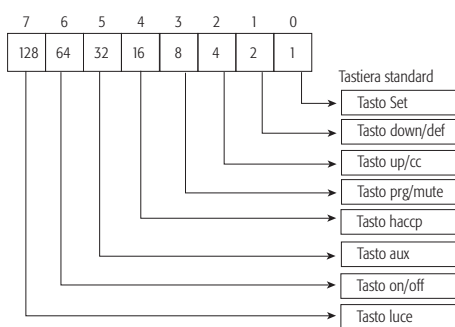 7 6 5 4 3 2 1 0
128 64 32 16 8 4 2 1
Tastiera standard
Tasto Set
Tasto down/def
Tasto up/cc
Tasto prg/mute
Tasto haccp
Tasto aux
Tasto on/off
Tasto luce